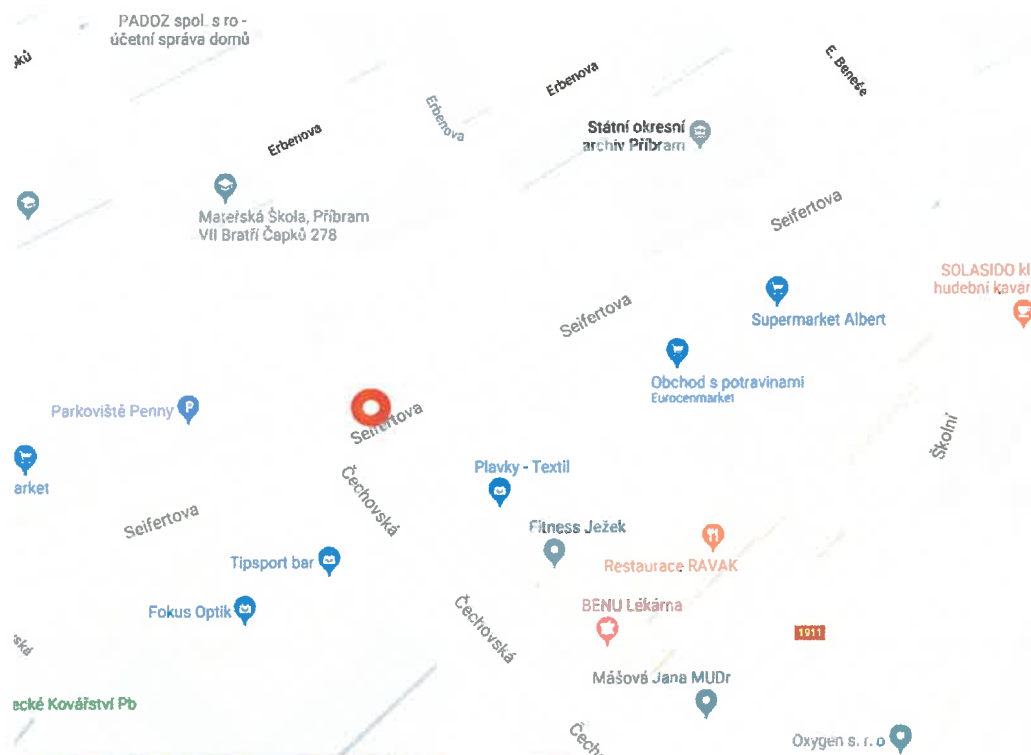 PADOZ spol. s ro -
účetní správa domů
E. Beneše
Erbenova
Erbenova
Erbenova
Státní okresní
archiv Příbram
Mateřská Škola, Příbram
VII Bratří Čapků 278
Seifertova
SOLASIDO kl
hudební kavár
Seifertova
Supermarket Albert
Obchod s potravinami
Eurocenmarket
Parkoviště Penny
P
Seifertova
Školní
arket
Plavky - Textil
Čechovská
Seifertova
Fitness Ježek
Tipsport bar
Restaurace RAVAK
Fokus Optik
BENU Lékárna
Čechovská
1911
Mášová Jana MUDr
ecké Kovářství Pb
Oxygen s. r. o